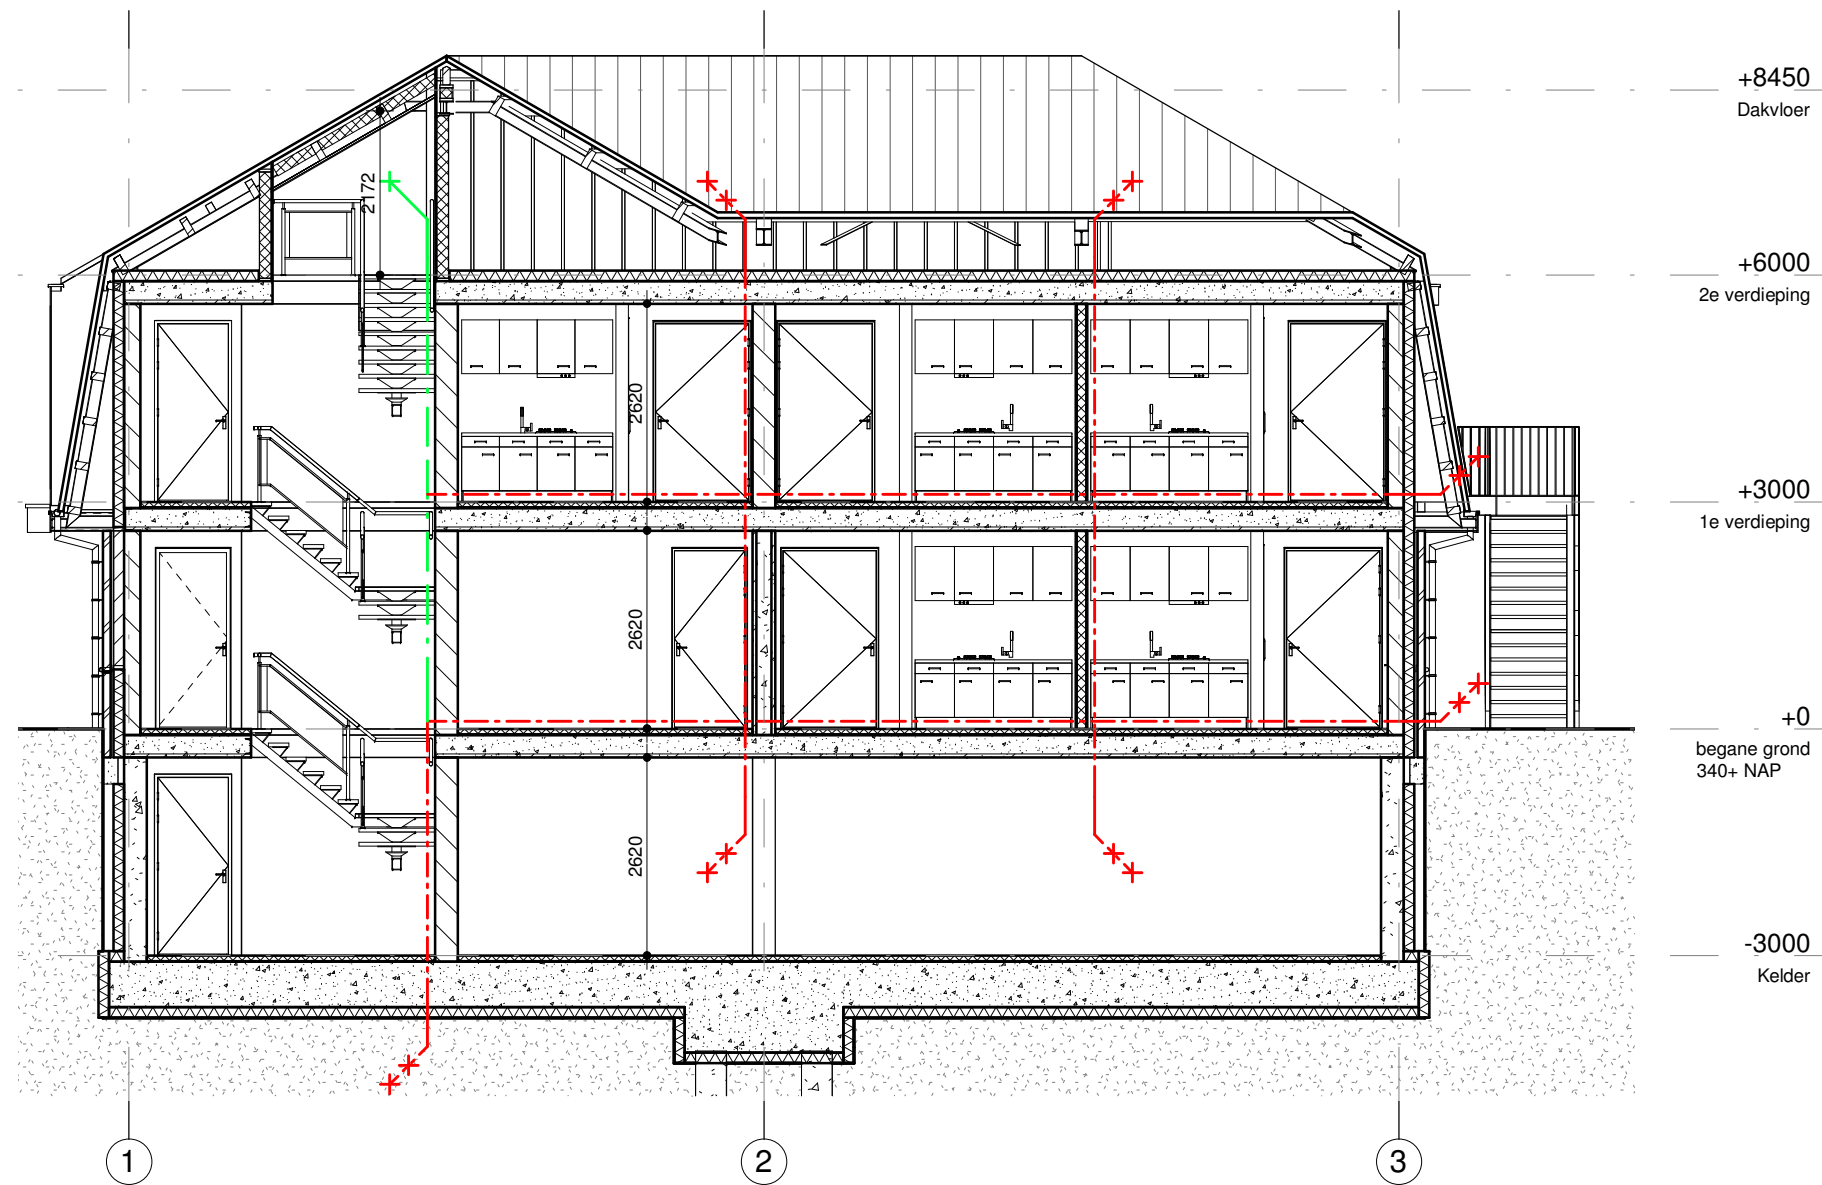 +8450
Dakvloer
2172
+6000
2e verdieping
2620
+3000
1e verdieping
2620
+0
begane grond
340+ NAP
2620
-3000
Kelder
1
2
3